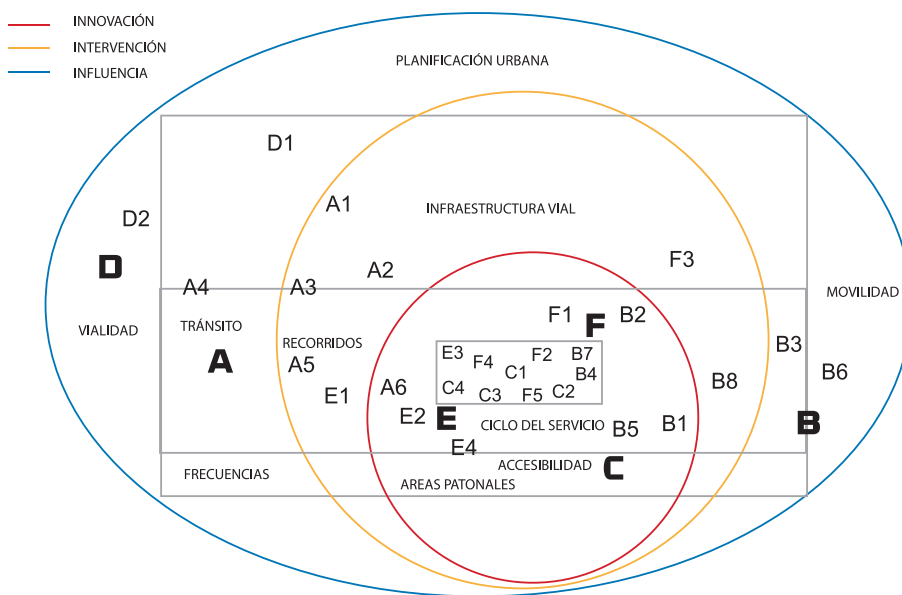 INNOVACIÓN
INTERVENCIÓN
INFLUENCIA
PLANIFICACIÓN URBANA
D1
A1
INFRAESTRUCTURA VIAL
D2
D
A2
F3
A4
A3
MOVILIDAD
VIALIDAD
TRÁNSITO
F1
F
B2
RECORRIDOS
B3
A
A5
E3
F4
F2
B7
C1
B4
B6
E1
A6
C4
C3
F5
C2
B8
E2
E
CICLO DEL SERVICIO
B5
B1
B
E4
FRECUENCIAS
ACCESIBILIDAD
C
AREAS PATONALES